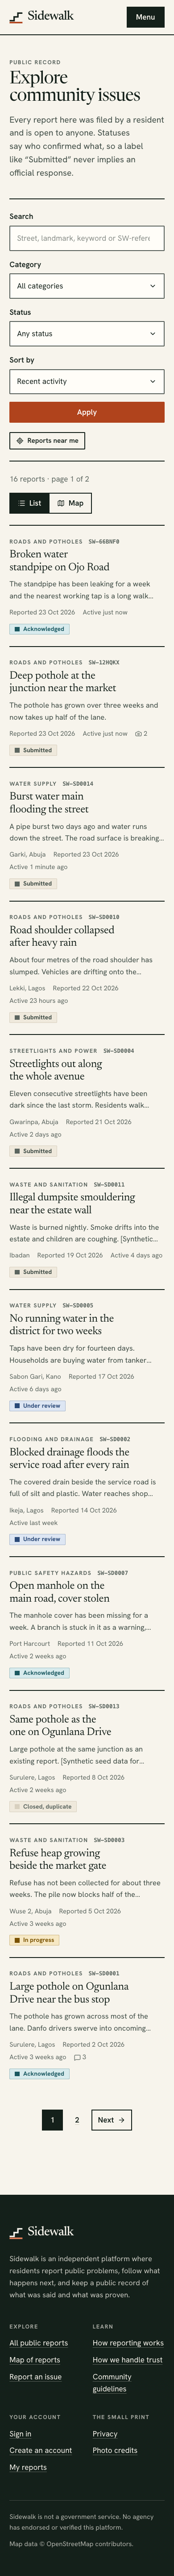 Sidewalk
Menu
PUBLIC RECORD
Explore
community issues
Every report here was filed by a resident
and is open to anyone. Statuses
say who confirmed what, so a label
like “Submitted” never implies an
official response.
Search
Street, landmark, keyword or SW-refere
Category
All categories
Status
Any status
Sort by
Recent activity
Apply
Reports near me
16 reports · page 1 of 2
List
Map
ROADS AND POTHOLES SW-66BNF0
Broken water
standpipe on Ojo Road
The standpipe has been leaking for a week
and the nearest working tap is a long walk…
Reported 23 Oct 2026 Active just now
Acknowledged
ROADS AND POTHOLES SW-12HQKX
Deep pothole at the
junction near the market
The pothole has grown over three weeks and
now takes up half of the lane.
Reported 23 Oct 2026 Active just now 2
Submitted
WATER SUPPLY SW-SD0014
Burst water main
flooding the street
A pipe burst two days ago and water runs
down the street. The road surface is breaking…
Garki, Abuja Reported 23 Oct 2026
Active 1 minute ago
Submitted
ROADS AND POTHOLES SW-SD0010
Road shoulder collapsed
after heavy rain
About four metres of the road shoulder has
slumped. Vehicles are drifting onto the…
Lekki, Lagos Reported 22 Oct 2026
Active 23 hours ago
Submitted
STREETLIGHTS AND POWER SW-SD0004
Streetlights out along
the whole avenue
Eleven consecutive streetlights have been
dark since the last storm. Residents walk…
Gwarinpa, Abuja Reported 21 Oct 2026
Active 2 days ago
Submitted
WASTE AND SANITATION SW-SD0011
Illegal dumpsite smouldering
near the estate wall
Waste is burned nightly. Smoke drifts into the
estate and children are coughing. [Synthetic…
Ibadan Reported 19 Oct 2026 Active 4 days ago
Submitted
WATER SUPPLY SW-SD0005
No running water in the
district for two weeks
Taps have been dry for fourteen days.
Households are buying water from tanker…
Sabon Gari, Kano Reported 17 Oct 2026
Active 6 days ago
Under review
FLOODING AND DRAINAGE SW-SD0002
Blocked drainage floods the
service road after every rain
The covered drain beside the service road is
full of silt and plastic. Water reaches shop…
Ikeja, Lagos Reported 14 Oct 2026
Active last week
Under review
PUBLIC SAFETY HAZARDS SW-SD0007
Open manhole on the
main road, cover stolen
The manhole cover has been missing for a
week. A branch is stuck in it as a warning,…
Port Harcourt Reported 11 Oct 2026
Active 2 weeks ago
Acknowledged
ROADS AND POTHOLES SW-SD0013
Same pothole as the
one on Ogunlana Drive
Large pothole at the same junction as an
existing report. [Synthetic seed data for…
Surulere, Lagos Reported 8 Oct 2026
Active 2 weeks ago
Closed, duplicate
WASTE AND SANITATION SW-SD0003
Refuse heap growing
beside the market gate
Refuse has not been collected for about three
weeks. The pile now blocks half of the…
Wuse 2, Abuja Reported 5 Oct 2026
Active 3 weeks ago
In progress
ROADS AND POTHOLES SW-SD0001
Large pothole on Ogunlana
Drive near the bus stop
The pothole has grown across most of the
lane. Danfo drivers swerve into oncoming…
Surulere, Lagos Reported 2 Oct 2026
Active 3 weeks ago 3
Acknowledged
1 2 Next
Sidewalk
Sidewalk is an independent platform where
residents report public problems, follow what
happens next, and keep a public record of
what was said and what was proven.
EXPLORE
All public reports
Map of reports
Report an issue
LEARN
How reporting works
How we handle trust
Community
guidelines
YOUR ACCOUNT
Sign in
Create an account
My reports
THE SMALL PRINT
Privacy
Photo credits
Sidewalk is not a government service. No agency
has endorsed or verified this platform.
Map data © OpenStreetMap contributors.